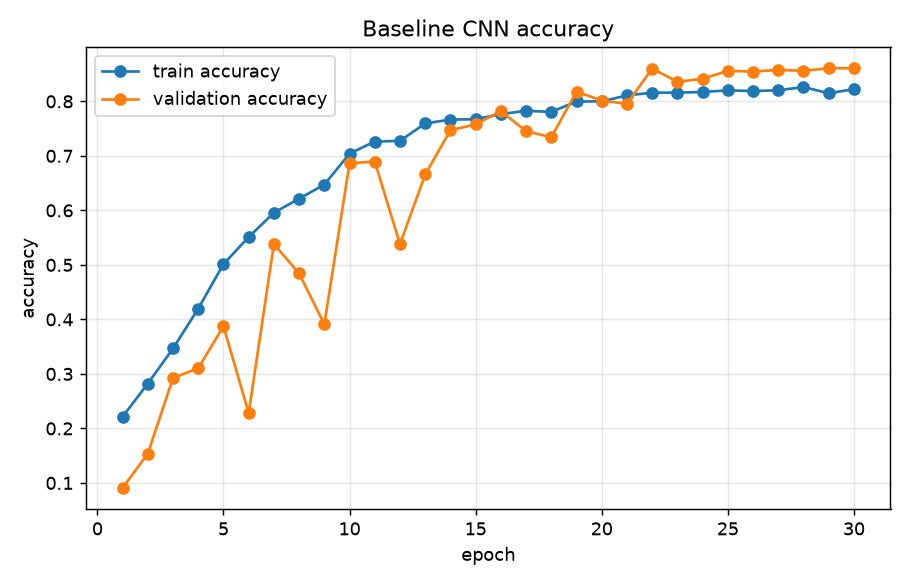 Baseline CNN accuracy
train accuracy
validation accuracy
accuracy
0.8
0.7
0.6
0.5
0.4
0.3
0.2
0.1
0 5 10 15 20 25 30
epoch